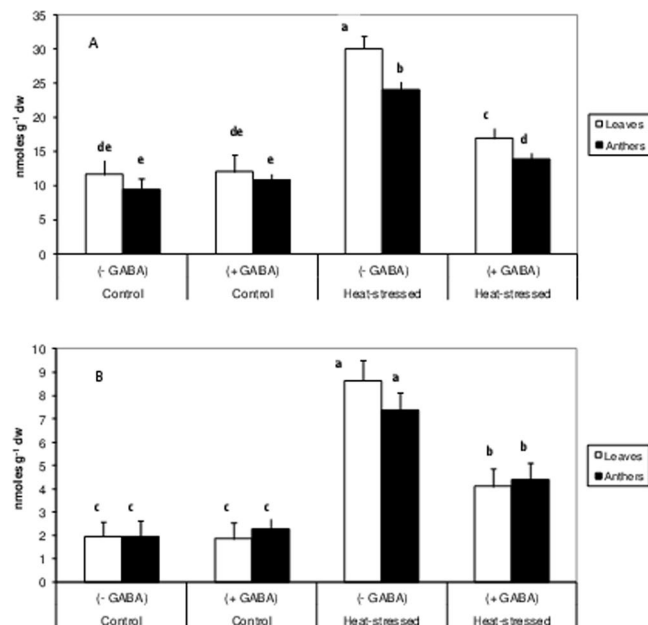 35
A
a
30
b
25
nmoles g⁻¹ dw
20
c
Leaves
Anthers
de
de
d
15
e
e
10
5
0
(- GABA) (+ GABA) (- GABA) (+ GABA)
Control Control Heat-stressed Heat-stressed
10
B
a
a
9
8
7
nmoles g⁻¹ dw
6
b b
Leaves
Anthers
5
4
c c c c
3
2
1
0
(- GABA) (+ GABA) (- GABA) (+ GABA)
Control Control Heat-stressed Heat-stressed